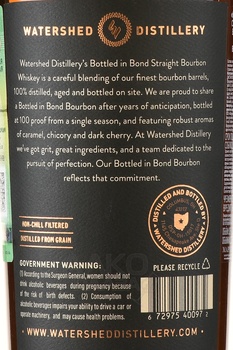 WATERSHED DISTILLERY
Watershed Distillery's Bottled in Bond Straight Bourbon
Whiskey is a careful blending of our finest bourbon barrels,
100% distilled, aged and bottled on site. We are proud to share
a Bottled in Bond Bourbon after years of anticipation, bottled
at 100 proof from a single season, and featuring robust aromas
of caramel, chicory and dark cherry. At Watershed Distillery
we've got grit, great ingredients, and a team dedicated to the
pursuit of perfection. Our Bottled in Bond Bourbon
reflects that commitment.
NON-CHILL FILTERED
DISTILLED FROM GRAIN
DISTILLED AND BOTTLED BY
WATERSHED DISTILLERY
GOVERNMENT WARNING:
(1) According to the Surgeon General, women should not
drink alcoholic beverages during pregnancy because
of the risk of birth defects. (2) Consumption of
alcoholic beverages impairs your ability to drive a car or
operate machinery, and may cause health problems.
PLEASE RECYCLE
6 72975 40097 2
WWW.WATERSHEDDISTILLERY.COM